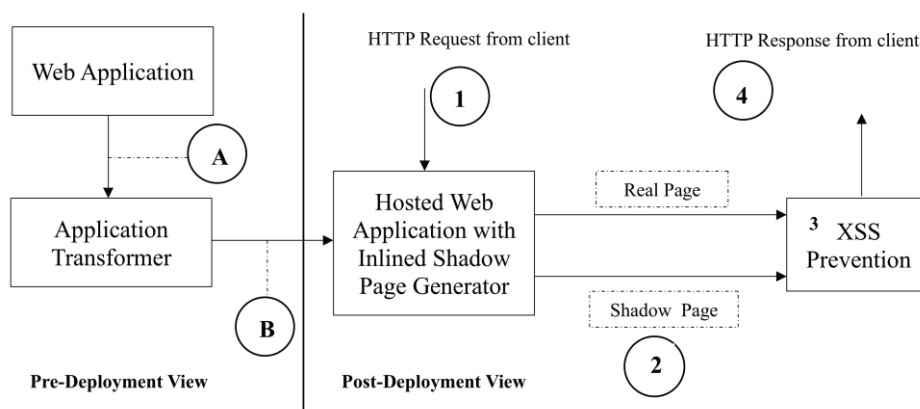 Web Application
A
Application
Transformer
B
Pre-Deployment View
HTTP Request from client
1
HTTP Response from client
4
Hosted Web
Application with
Inlined Shadow
Page Generator
Real Page
Shadow Page
2
3 XSS
Prevention
Post-Deployment View